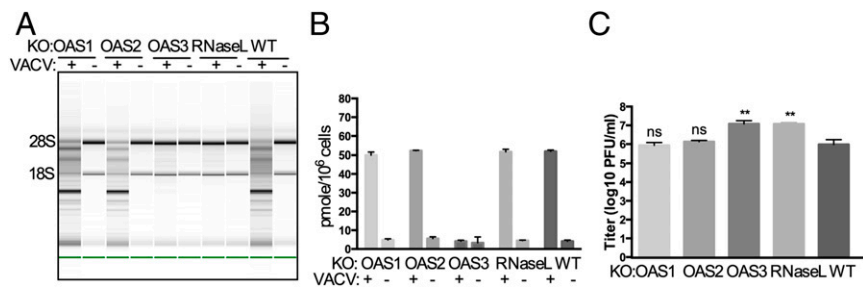 A
KO:OAS1 OAS2 OAS3 RNaseL WT
VACV: + - + - + - + - + -
28S
18S
B
pmole/10^6 cells
80
70
60
50
40
30
20
10
0
KO: OAS1 OAS2 OAS3 RNaseL WT
VACV: + - + - + - + - + -
C
Titer (log10 PFU/ml)
8
7
6
5
4
3
2
1
0
ns ns ** **
KO:OAS1 OAS2 OAS3 RNaseL WT